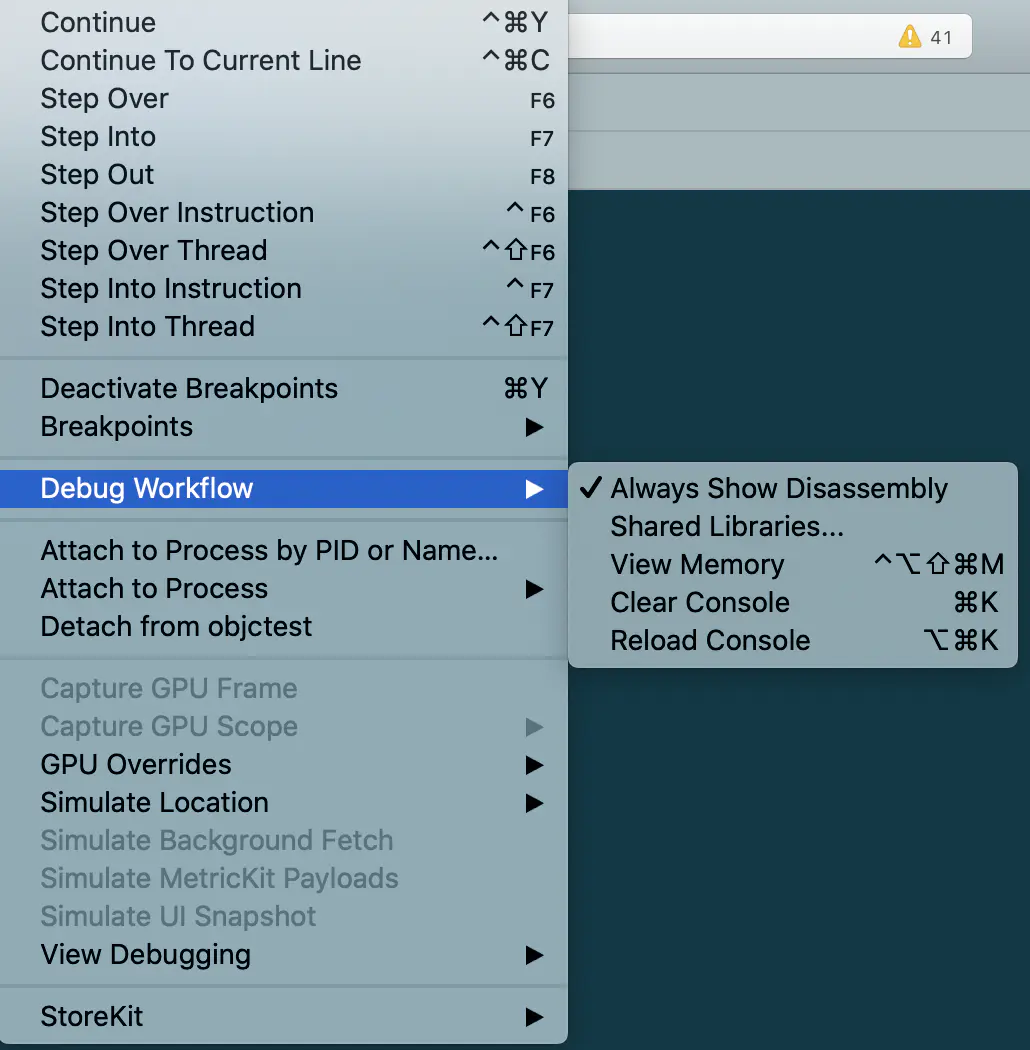 Continue ^⌘Y
41
Continue To Current Line ^⌘C
Step Over F6
Step Into F7
Step Out F8
Step Over Instruction ^F6
Step Over Thread ^⇧F6
Step Into Instruction ^F7
Step Into Thread ^⇧F7
Deactivate Breakpoints ⌘Y
Breakpoints ▶
Debug Workflow ▶
✓ Always Show Disassembly
Shared Libraries...
View Memory ^⌥⇧⌘M
Clear Console ⌘K
Reload Console ⌥⌘K
Attach to Process by PID or Name...
Attach to Process ▶
Detach from objctest
Capture GPU Frame
Capture GPU Scope ▶
GPU Overrides ▶
Simulate Location ▶
Simulate Background Fetch
Simulate MetricKit Payloads
Simulate UI Snapshot
View Debugging ▶
StoreKit ▶